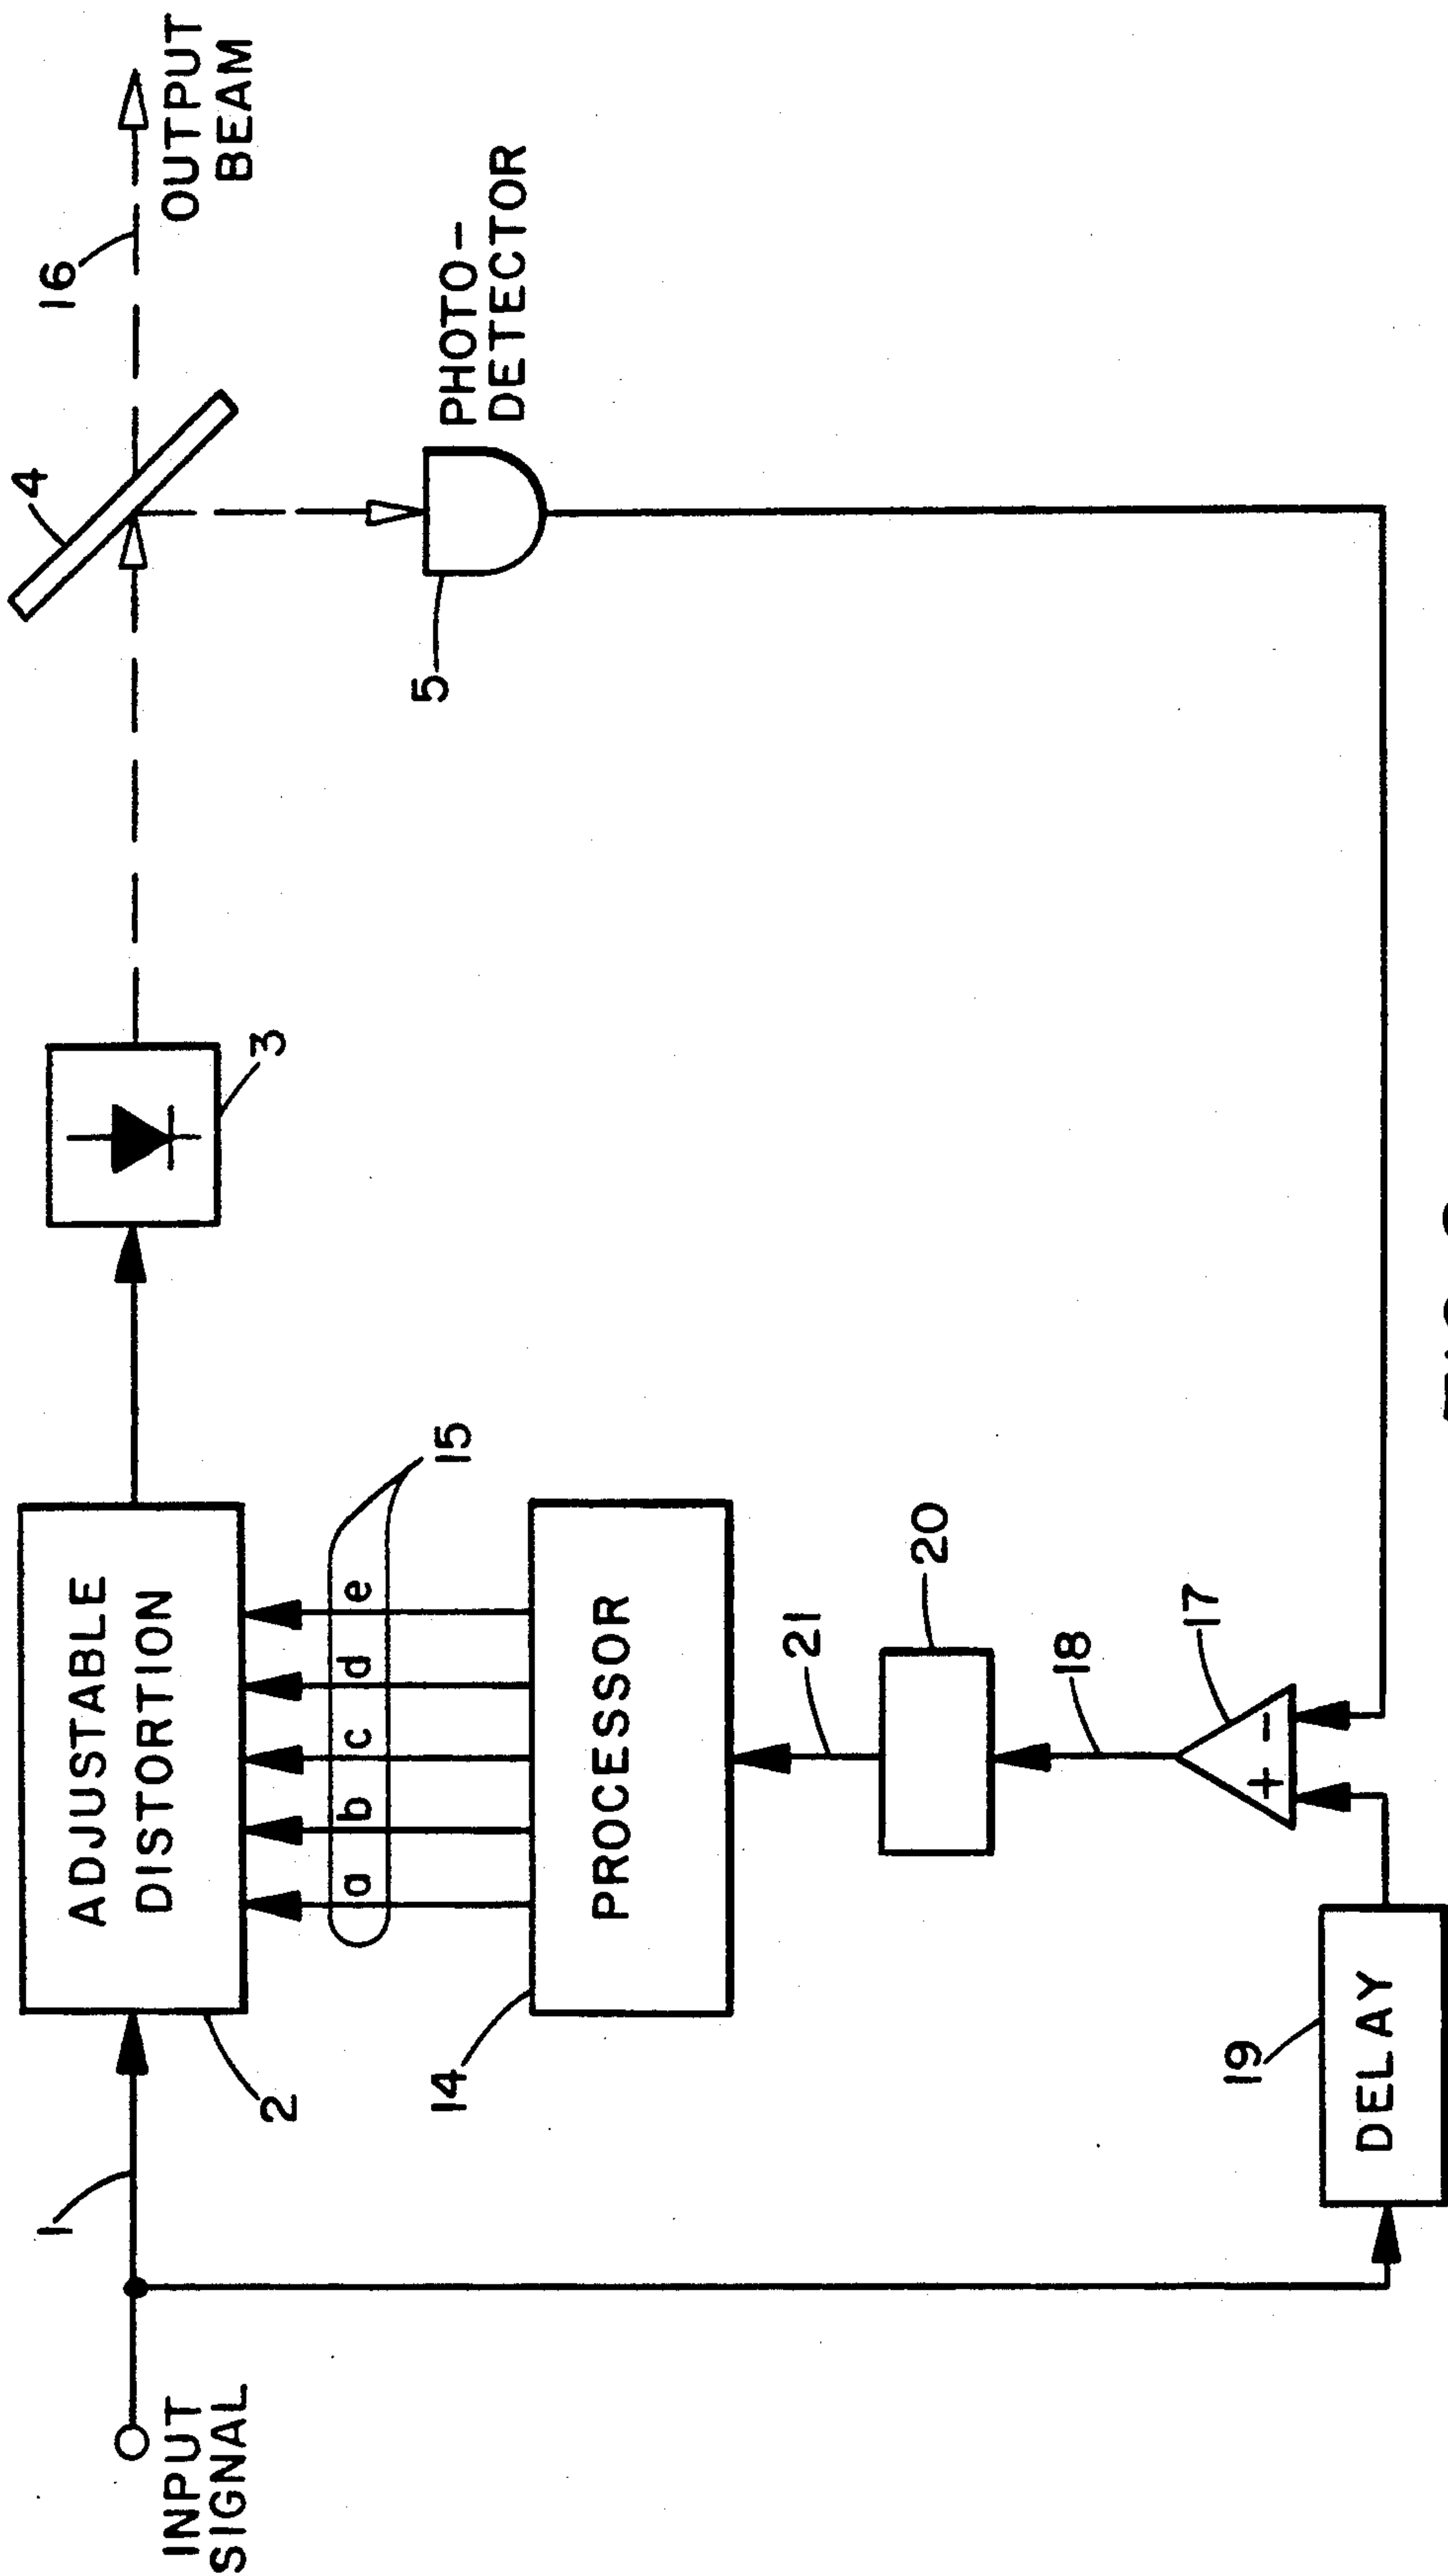 16
OUTPUT
BEAM
4
PHOTO-
DETECTOR
5
3
ADJUSTABLE
DISTORTION
15
a b c d e
PROCESSOR
14
2
1
INPUT
SIGNAL
21
20
18
17
+ -
19
DELAY